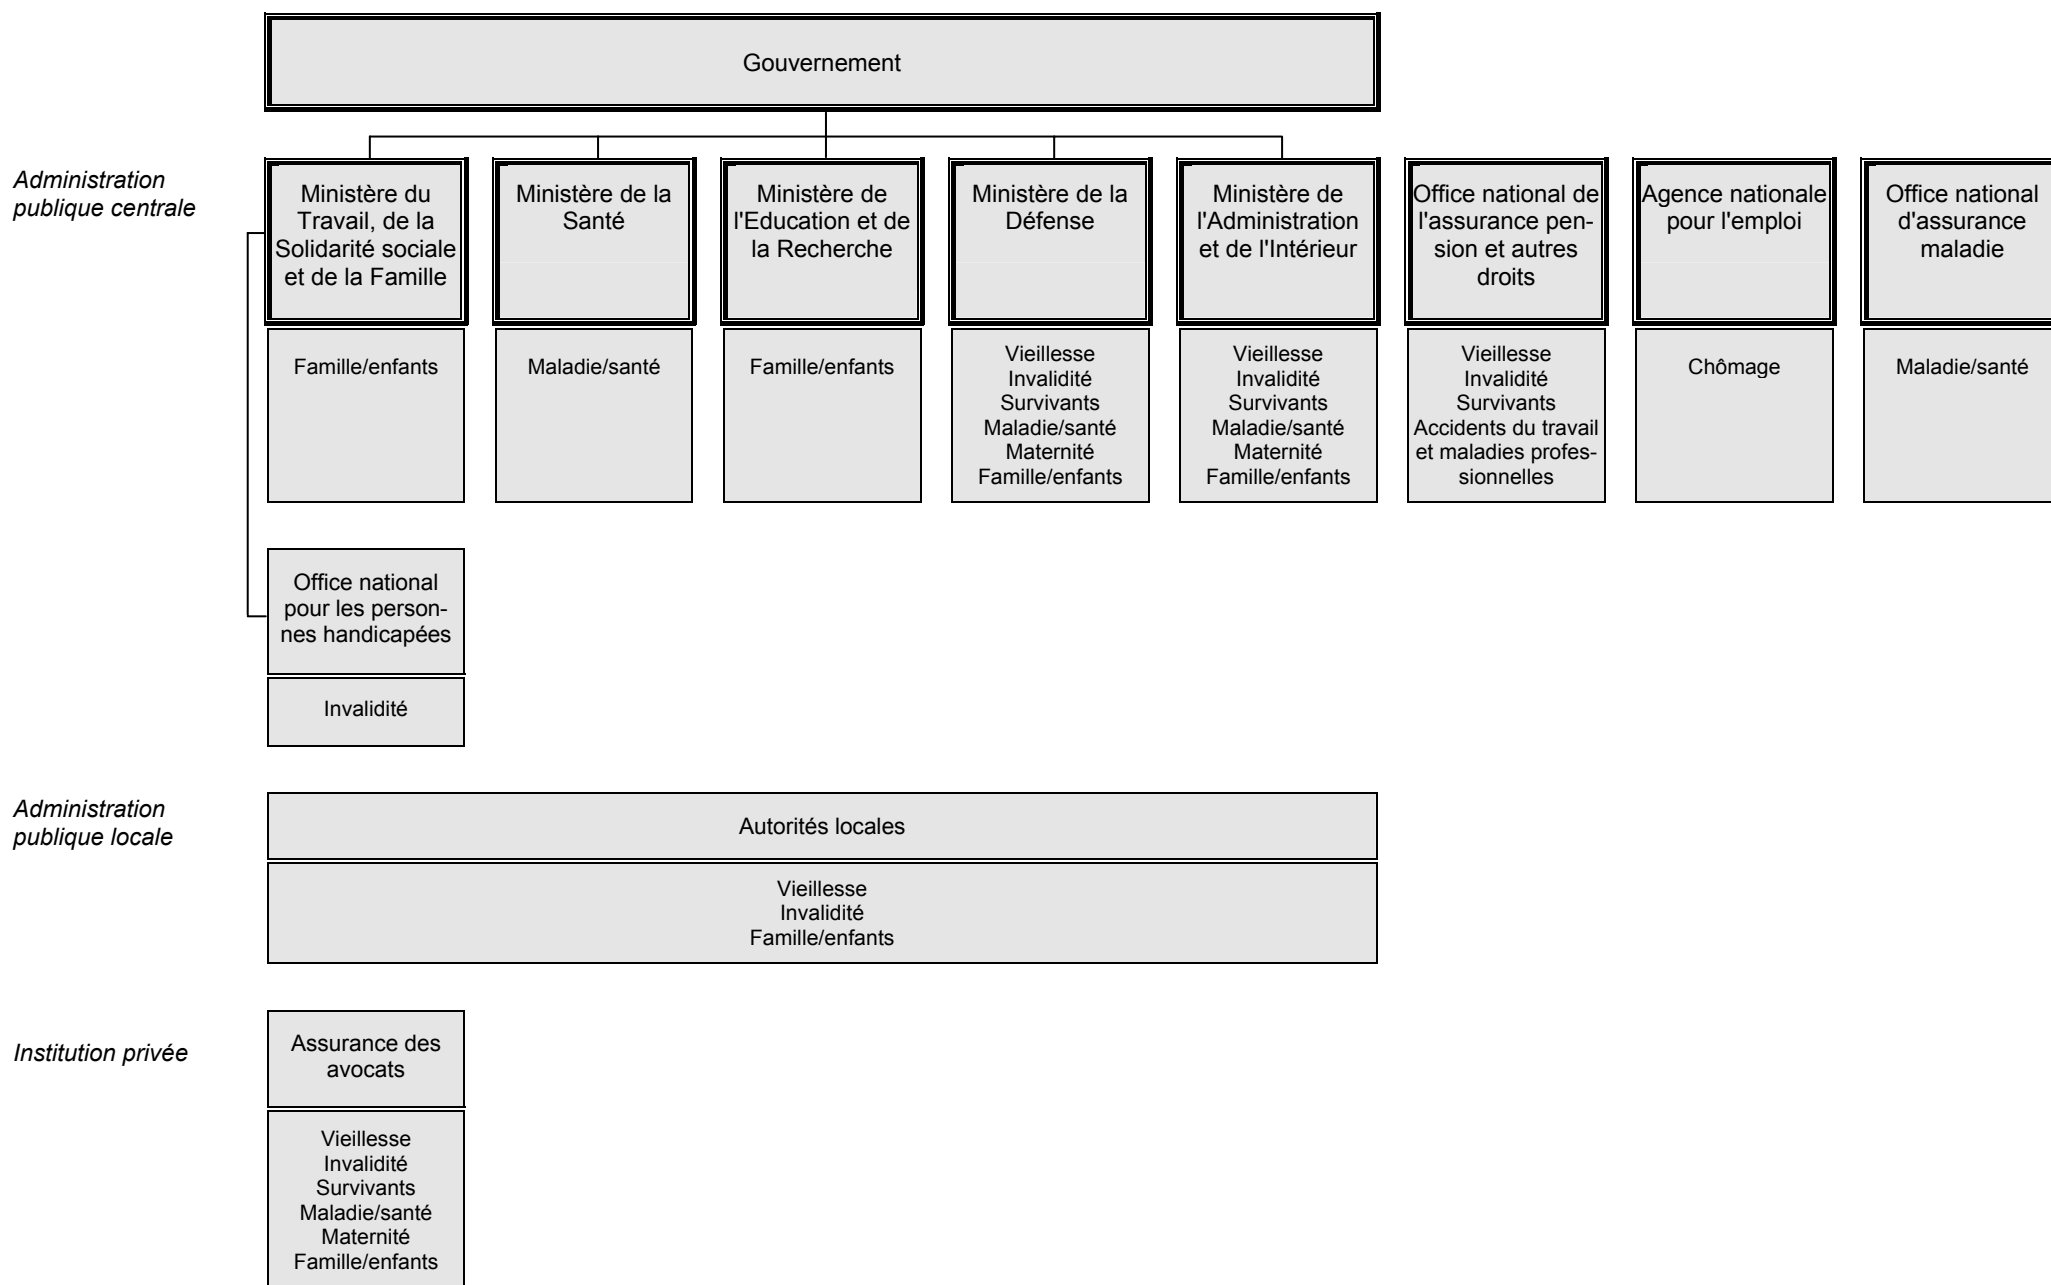 Gouvernement
Administration
publique centrale
Ministère du
Travail, de la
Solidarité sociale
et de la Famille
Ministère de la
Santé
Ministère de
l'Education et de
la Recherche
Ministère de la
Défense
Ministère de
l'Administration
et de l'Intérieur
Office national de
l'assurance pen-
sion et autres
droits
Agence nationale
pour l'emploi
Office national
d'assurance
maladie
Famille/enfants
Maladie/santé
Famille/enfants
Vieillesse
Invalidité
Survivants
Maladie/santé
Maternité
Famille/enfants
Vieillesse
Invalidité
Survivants
Maladie/santé
Maternité
Famille/enfants
Vieillesse
Invalidité
Survivants
Accidents du travail
et maladies profes-
sionnelles
Chômage
Maladie/santé
Office national
pour les person-
nes handicapées
Invalidité
Administration
publique locale
Autorités locales
Vieillesse
Invalidité
Famille/enfants
Institution privée
Assurance des
avocats
Vieillesse
Invalidité
Survivants
Maladie/santé
Maternité
Famille/enfants